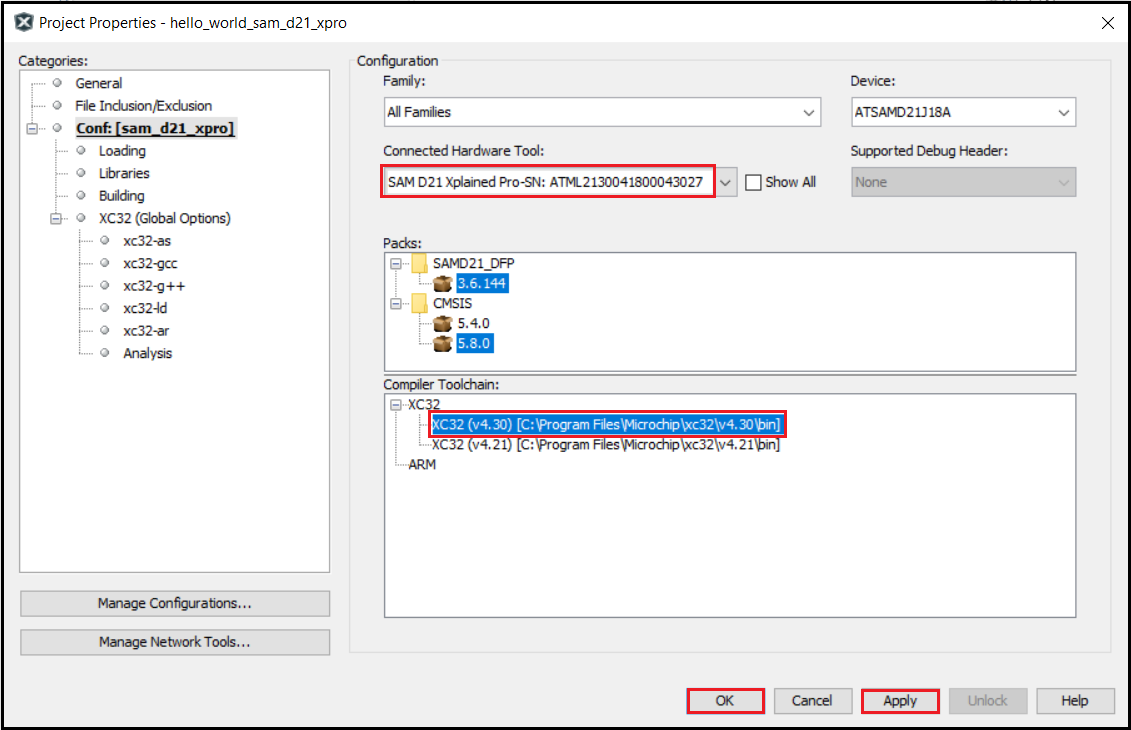 Project Properties - hello_world_sam_d21_xpro
Categories:
General
File Inclusion/Exclusion
Conf: [sam_d21_xpro]
Loading
Libraries
Building
XC32 (Global Options)
xc32-as
xc32-gcc
xc32-g++
xc32-ld
xc32-ar
Analysis
Manage Configurations...
Manage Network Tools...
Configuration
Family:
All Families
Device:
ATSAMD21J18A
Connected Hardware Tool:
SAM D21 Xplained Pro-SN: ATML2130041800043027
Show All
Supported Debug Header:
None
Packs:
SAMD21_DFP
3.6.144
CMSIS
5.4.0
5.8.0
Compiler Toolchain:
XC32
XC32 (v4.30) [C:\Program Files\Microchip\xc32\v4.30\bin]
XC32 (v4.21) [C:\Program Files\Microchip\xc32\v4.21\bin]
ARM
OK
Cancel
Apply
Unlock
Help